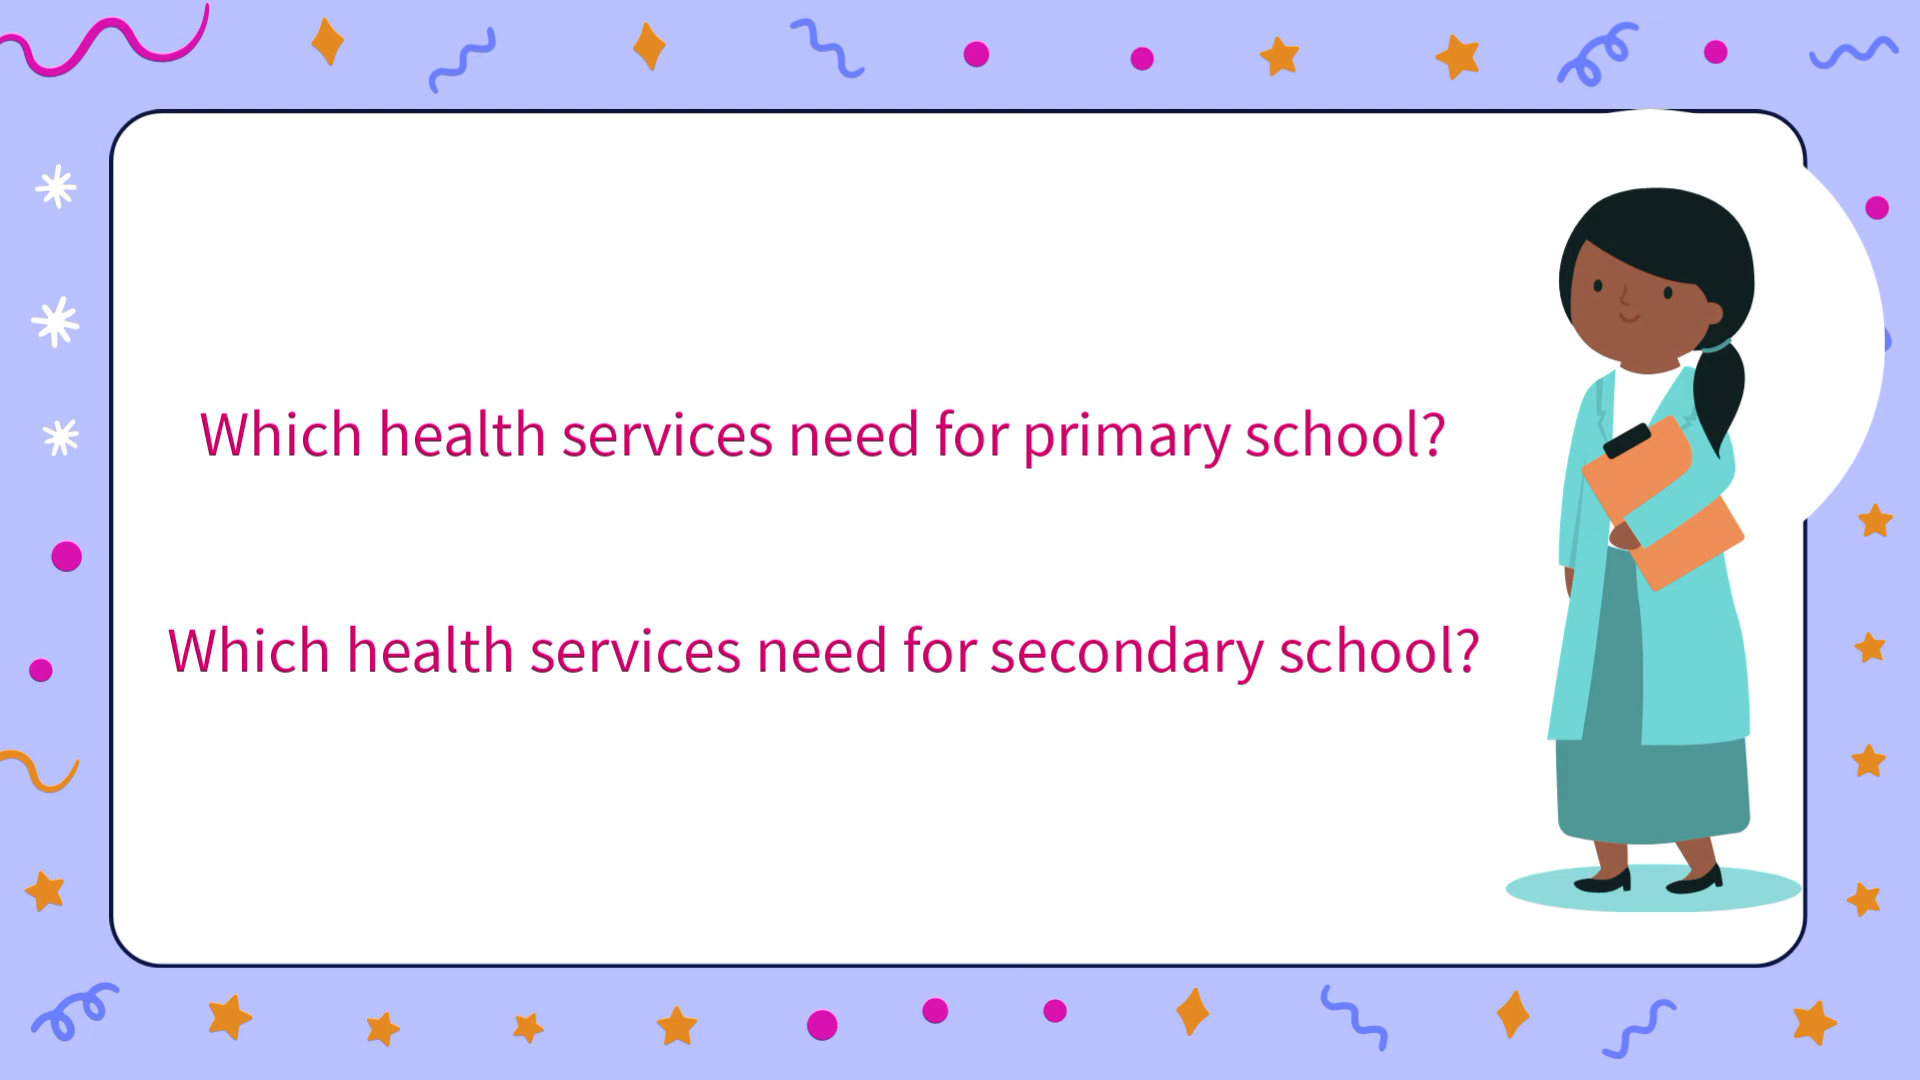 Which health services need for primary school?
Which health services need for secondary school?